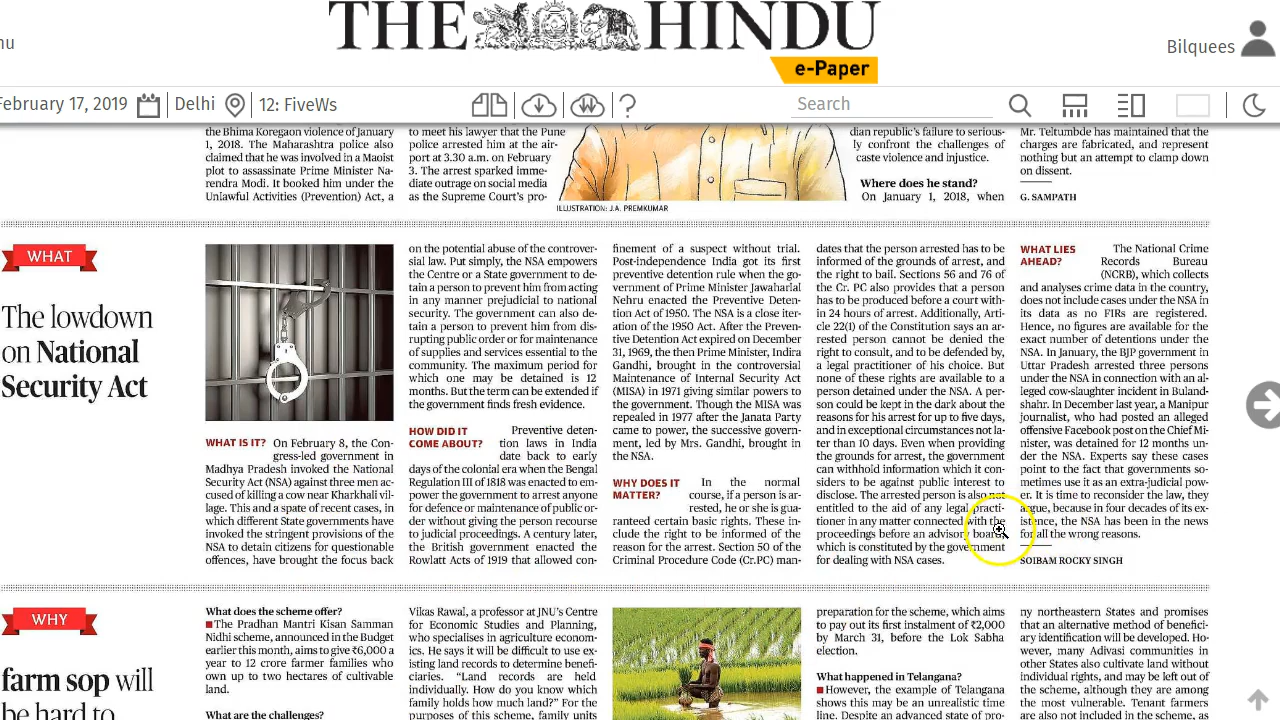 THE HINDU
e-Paper
nu
Bilquees
February 17, 2019
Delhi
12: FiveWs
?
Search
the Bhima Koregaon violence of January
1, 2018. The Maharashtra police also
claimed that he was involved in a Maoist
plot to assassinate Prime Minister Na-
rendra Modi. It booked him under the
Unlawful Activities (Prevention) Act, a
to meet his lawyer that the Pune
police arrested him at the air-
port at 3.30 a.m. on February
3. The arrest sparked imme-
diate outrage on social media
as the Supreme Court's pro-
ILLUSTRATION: J.A. PREMKUMAR
dian republic's failure to serious-
ly confront the challenges of
caste violence and injustice.
Where does he stand?
On January 1, 2018, when
Mr. Teltumbde has maintained that the
charges are fabricated, and represent
nothing but an attempt to clamp down
on dissent.
G. SAMPATH
WHAT
The lowdown
on National
Security Act
WHAT IS IT? On February 8, the Con-
gress-led government in
Madhya Pradesh invoked the National
Security Act (NSA) against three men ac-
cused of killing a cow near Kharkhali vil-
lage. This and a spate of recent cases, in
which different State governments have
invoked the stringent provisions of the
NSA to detain citizens for questionable
offences, have brought the focus back
on the potential abuse of the controver-
sial law. Put simply, the NSA empowers
the Centre or a State government to de-
tain a person to prevent him from acting
in any manner prejudicial to national
security. The government can also de-
tain a person to prevent him from dis-
rupting public order or for maintenance
of supplies and services essential to the
community. The maximum period for
which one may be detained is 12
months. But the term can be extended if
the government finds fresh evidence.
HOW DID IT COME ABOUT?
Preventive deten-
tion laws in India
date back to early
days of the colonial era when the Bengal
Regulation III of 1818 was enacted to em-
power the government to arrest anyone
for defence or maintenance of public or-
der without giving the person recourse
to judicial proceedings. A century later,
the British government enacted the
Rowlatt Acts of 1919 that allowed con-
finement of a suspect without trial.
Post-independence India got its first
preventive detention rule when the go-
vernment of Prime Minister Jawaharlal
Nehru enacted the Preventive Deten-
tion Act of 1950. The NSA is a close iter-
ation of the 1950 Act. After the Preven-
tive Detention Act expired on December
31, 1969, the then Prime Minister, Indira
Gandhi, brought in the controversial
Maintenance of Internal Security Act
(MISA) in 1971 giving similar powers to
the government. Though the MISA was
repealed in 1977 after the Janata Party
came to power, the successive govern-
ment, led by Mrs. Gandhi, brought in
the NSA.
WHY DOES IT MATTER?
In the normal
course, if a person is ar-
rested, he or she is gua-
ranteed certain basic rights. These in-
clude the right to be informed of the
reason for the arrest. Section 50 of the
Criminal Procedure Code (Cr.PC) man-
dates that the person arrested has to be
informed of the grounds of arrest, and
the right to bail. Sections 56 and 76 of
the Cr. PC also provides that a person
has to be produced before a court with-
in 24 hours of arrest. Additionally, Arti-
cle 22(1) of the Constitution says an ar-
rested person cannot be denied the
right to consult, and to be defended by,
a legal practitioner of his choice. But
none of these rights are available to a
person detained under the NSA. A per-
son could be kept in the dark about the
reasons for his arrest for up to five days,
and in exceptional circumstances not la-
ter than 10 days. Even when providing
the grounds for arrest, the government
can withhold information which it con-
siders to be against public interest to
disclose. The arrested person is also not
entitled to the aid of any legal practi-
tioner in any matter connected with the
proceedings before an advisory board,
which is constituted by the government
for dealing with NSA cases.
WHAT LIES AHEAD?
The National Crime
Records Bureau
(NCRB), which collects
and analyses crime data in the country,
does not include cases under the NSA in
its data as no FIRs are registered.
Hence, no figures are available for the
exact number of detentions under the
NSA. In January, the BJP government in
Uttar Pradesh arrested three persons
under the NSA in connection with an al-
leged cow-slaughter incident in Buland-
shahr. In December last year, a Manipur
journalist, who had posted an alleged
offensive Facebook post on the Chief Mi-
nister, was detained for 12 months un-
der the NSA. Experts say these cases
point to the fact that governments so-
metimes use it as an extra-judicial pow-
er. It is time to reconsider the law, they
argue, because in four decades of its ex-
istence, the NSA has been in the news
for all the wrong reasons.
SOIBAM ROCKY SINGH
WHY
farm sop will
be hard to
What does the scheme offer?
The Pradhan Mantri Kisan Samman
Nidhi scheme, announced in the Budget
earlier this month, aims to give ₹6,000 a
year to 12 crore farmer families who
own up to two hectares of cultivable
land.
What are the challenges?
Vikas Rawal, a professor at JNU's Centre
for Economic Studies and Planning,
who specialises in agriculture econom-
ics. He says it will be difficult to use ex-
isting land records to determine benefi-
ciaries. "Land records are held
individually. How do you know which
family holds how much land?" For the
purposes of this scheme, family units
preparation for the scheme, which aims
to pay out its first instalment of ₹2,000
by March 31, before the Lok Sabha
election.
What happened in Telangana?
However, the example of Telangana
shows this may be an unrealistic time
line. Despite an advanced state of pro-
ny northeastern States and promises
that an alternative method of benefici-
ary identification will be developed. Ho-
wever, many Adivasi communities in
other States also cultivate land without
individual rights, and may be left out of
the scheme, although they are among
the most vulnerable. Tenant farmers
are also not included in the scheme,